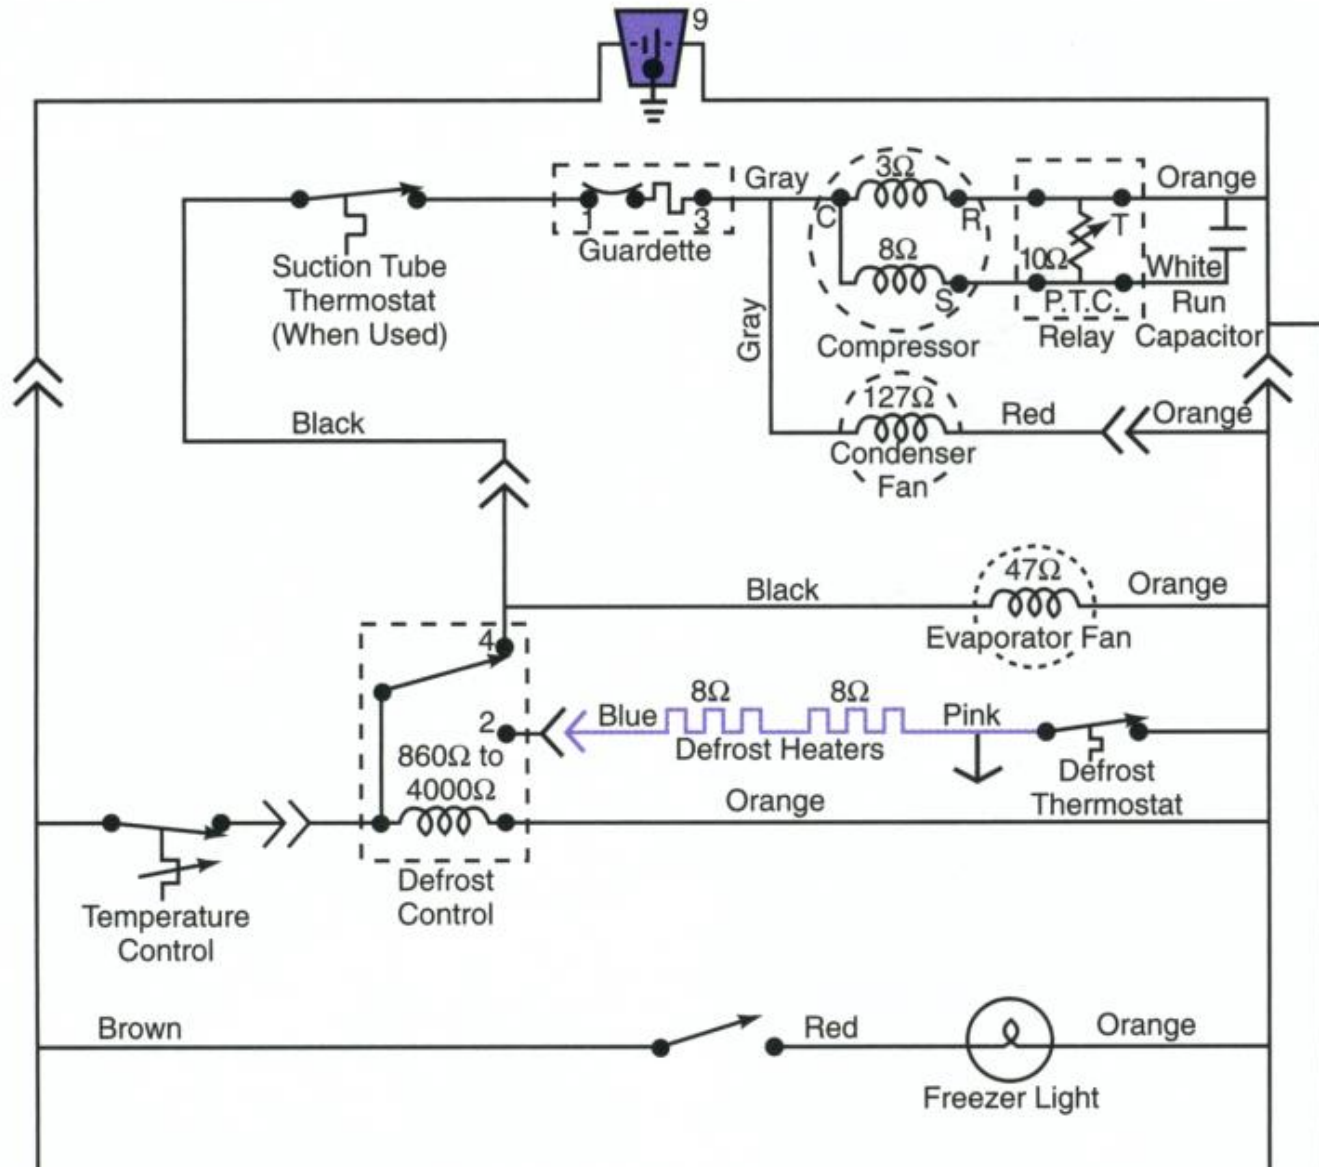 9
Gray
3Ω
Orange
C
R
T
1
3
Guardette
8Ω
10Ω
White
S
P.T.C.
Relay
Run
Capacitor
Suction Tube
Thermostat
(When Used)
Gray
Compressor
Black
127Ω
Red
Orange
Condenser
Fan
47Ω
Black
Orange
Evaporator Fan
4
8Ω
8Ω
2
Blue
Pink
Defrost Heaters
860Ω to
4000Ω
Defrost
Thermostat
Orange
Defrost
Control
Temperature
Control
Brown
Red
Orange
Freezer Light